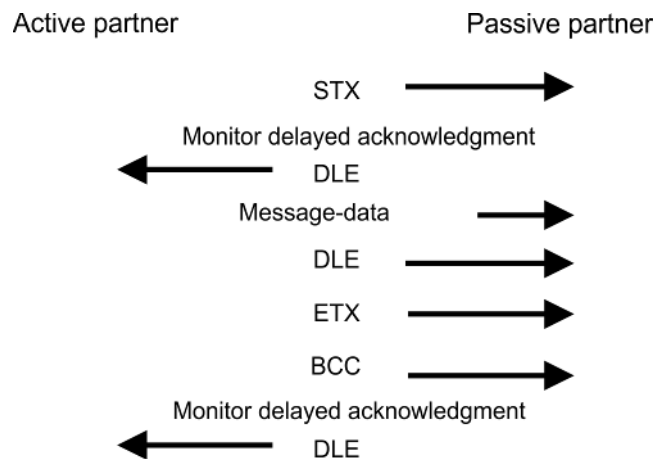 Active partner Passive partner
STX
Monitor delayed acknowledgment
DLE
Message-data
DLE
ETX
BCC
Monitor delayed acknowledgment
DLE